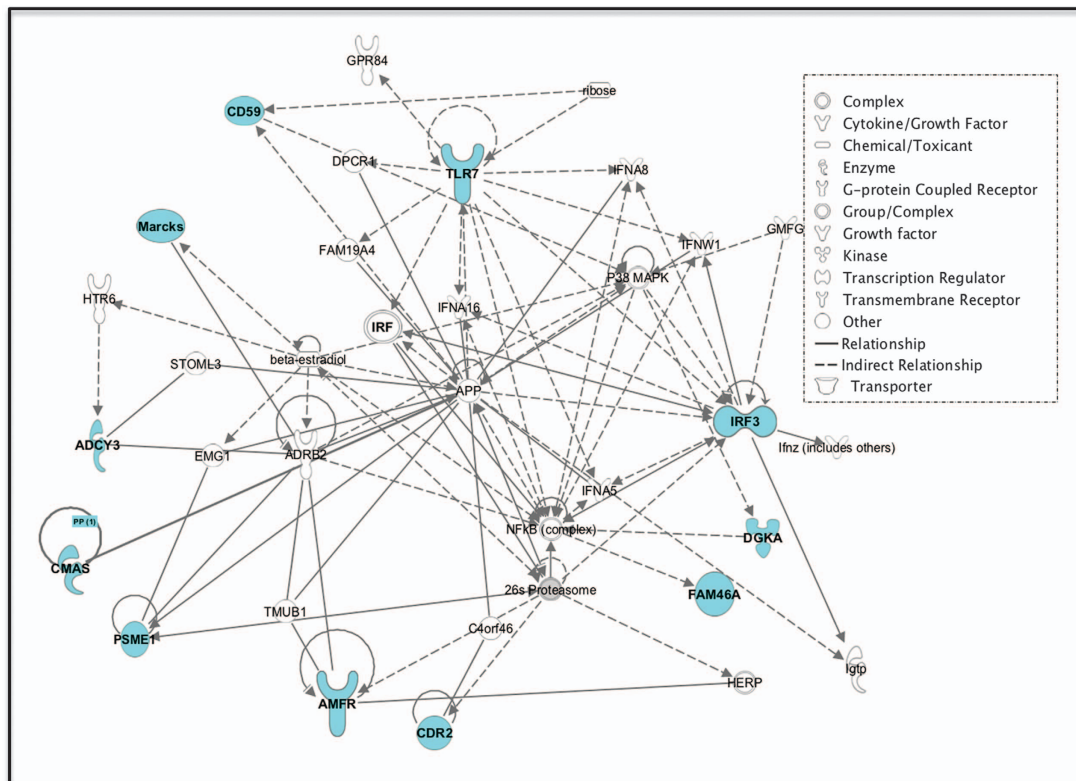 GPR84
ribose
CD59
DPCR1
TLR7
IFNA8
Marcks
FAM19A4
IFNW1
GMFG
P38 MAPK
HTR6
IFNA16
IRF
beta-estradiol
STOML3
APP
IRF3
ADCY3
EMG1
ADRB2
Ifnz (includes others)
IFNA5
PP (1)
NFkB (complex)
DGKA
CMAS
26s Proteasome
FAM46A
TMUB1
C4orf46
PSME1
Igtp
HERP
AMFR
CDR2
Complex
Cytokine/Growth Factor
Chemical/Toxicant
Enzyme
G-protein Coupled Receptor
Group/Complex
Growth factor
Kinase
Transcription Regulator
Transmembrane Receptor
Other
Relationship
Indirect Relationship
Transporter